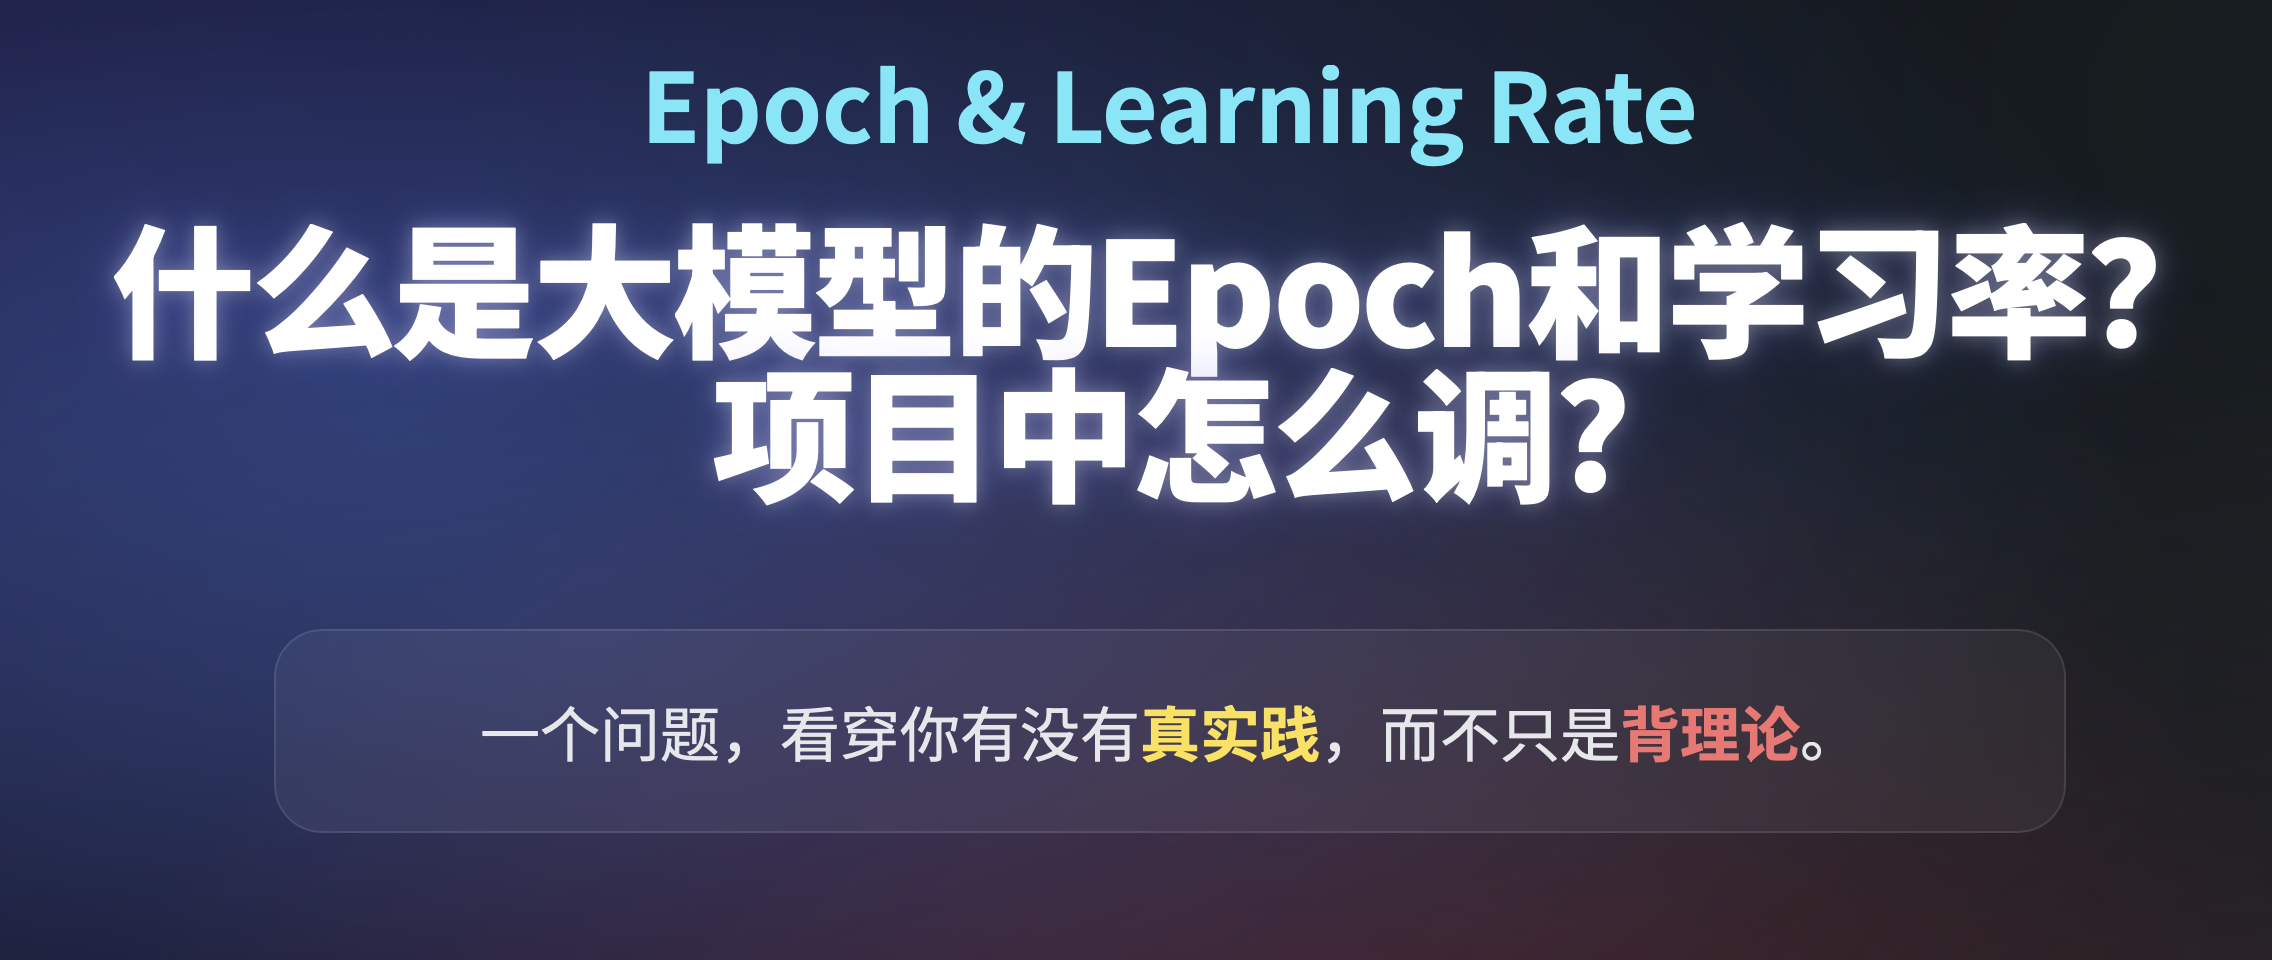 Epoch & Learning Rate
什么是大模型的Epoch和学习率？
项目中怎么调？
一个问题，看穿你有没有真实践，而不只是背理论。